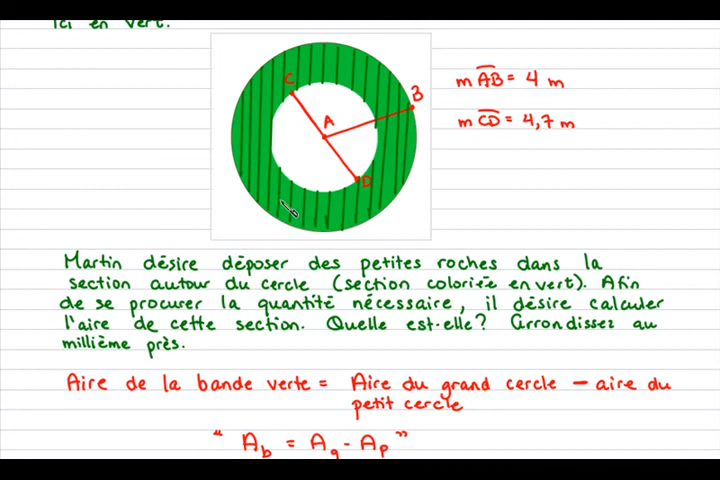 ici en vert.
C
B
A
D
m AB = 4 m
m CD = 4,7 m
Martin désire déposer des petites roches dans la
section autour du cercle (section coloriée en vert). Afin
de se procurer la quantité nécessaire, il désire calculer
l'aire de cette section. Quelle est-elle? Arrondissez au
millième près.
Aire de la bande verte = Aire du grand cercle - aire du
petit cercle
" Ab = Ag - Ap "